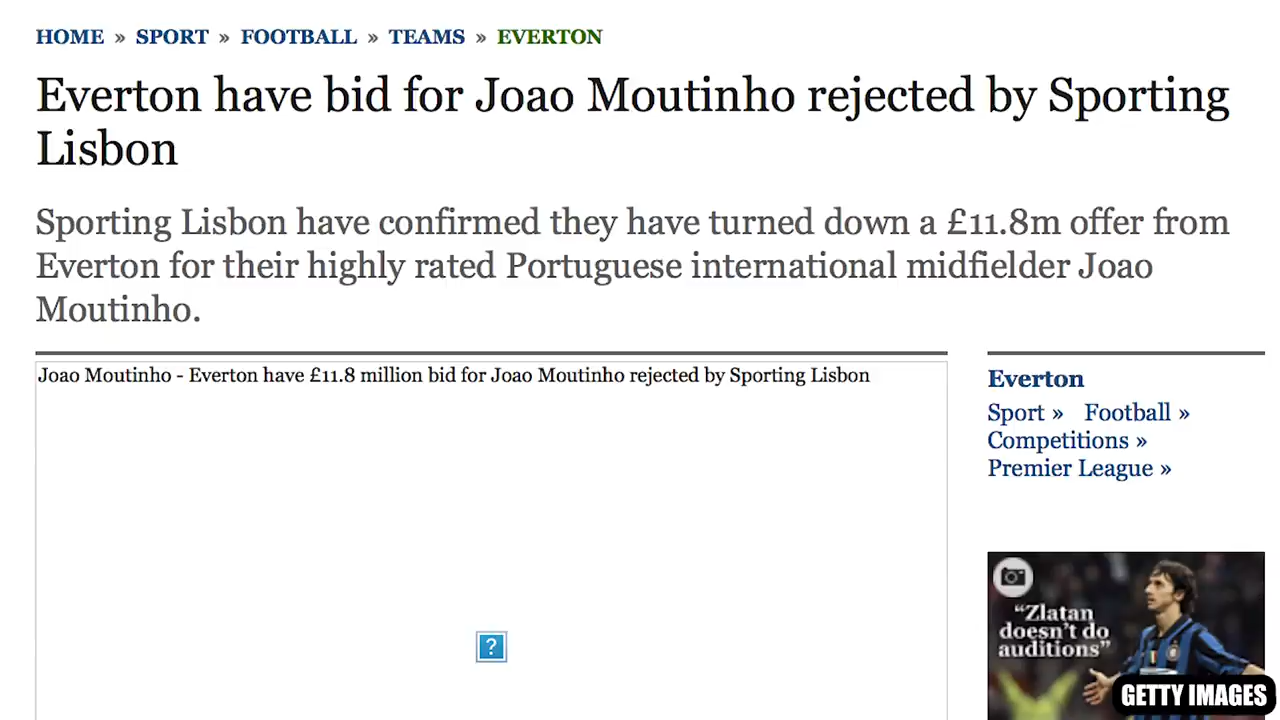 HOME » SPORT » FOOTBALL » TEAMS » EVERTON
Everton have bid for Joao Moutinho rejected by Sporting
Lisbon
Sporting Lisbon have confirmed they have turned down a £11.8m offer from
Everton for their highly rated Portuguese international midfielder Joao
Moutinho.
Joao Moutinho - Everton have £11.8 million bid for Joao Moutinho rejected by Sporting Lisbon
?
Everton
Sport » Football »
Competitions »
Premier League »
“Zlatan
doesn’t do
auditions”
GETTY IMAGES